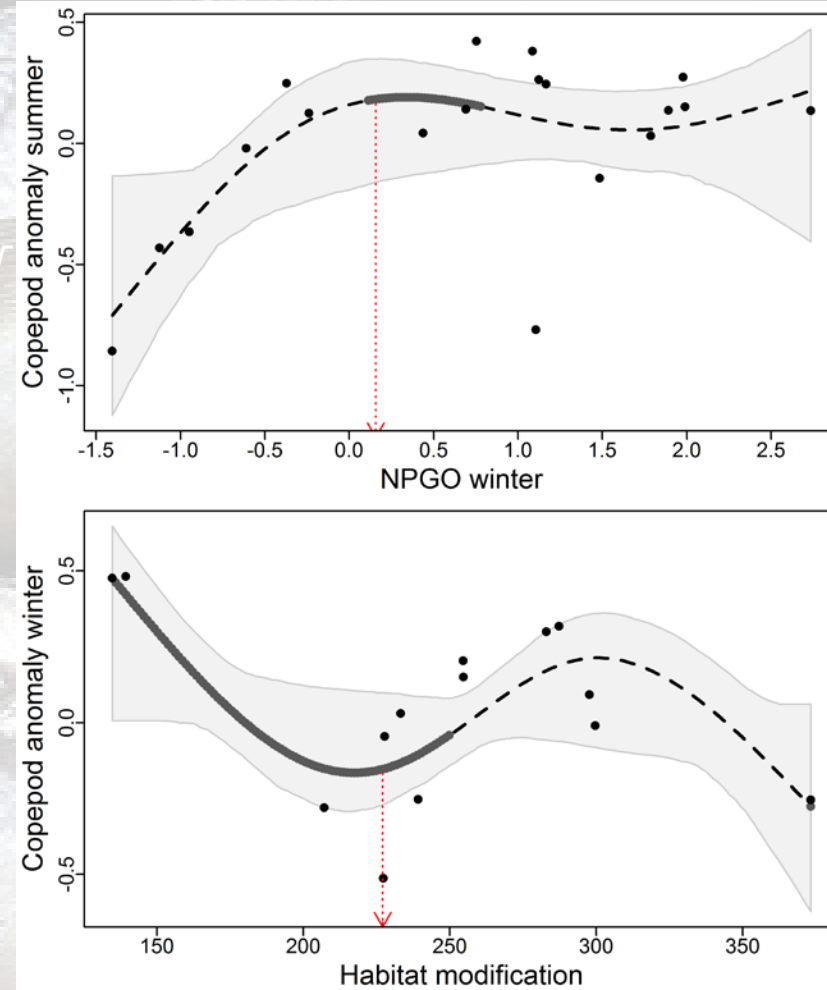 Copepod anomaly summer
0.5
0.0
-0.5
-1.0
-1.5 -1.0 -0.5 0.0 0.5 1.0 1.5 2.0 2.5
NPGO winter
Copepod anomaly winter
0.5
0.0
-0.5
150 200 250 300 350
Habitat modification